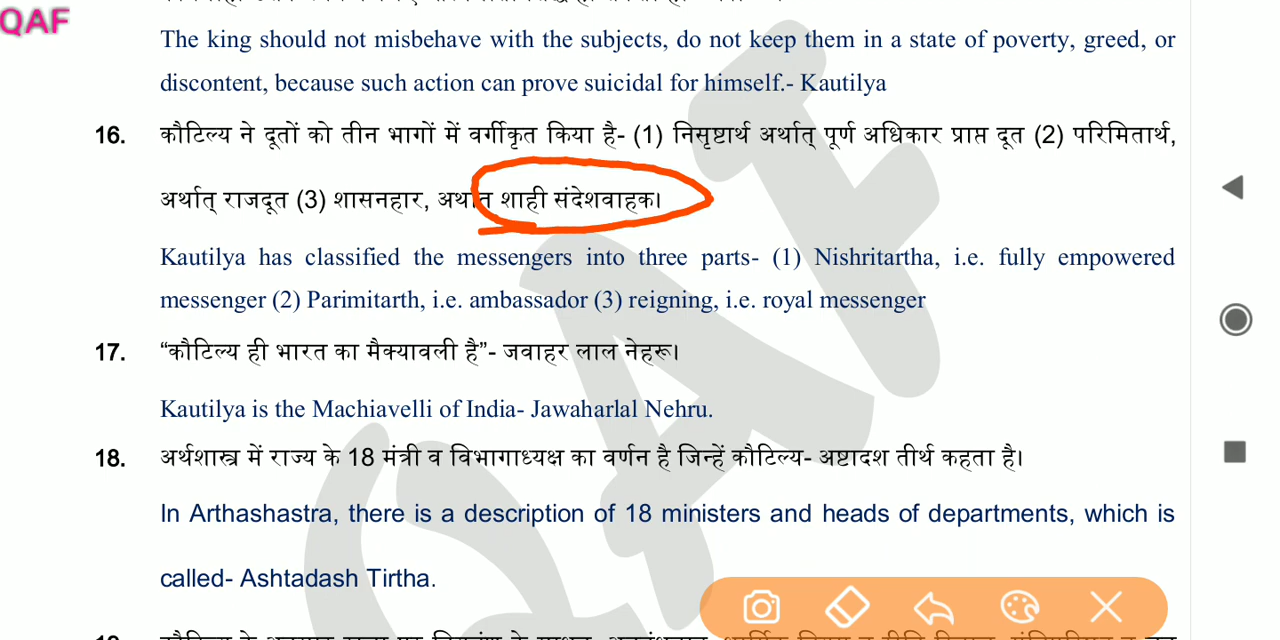 QAF
The king should not misbehave with the subjects, do not keep them in a state of poverty, greed, or
discontent, because such action can prove suicidal for himself.- Kautilya
16. कौटिल्य ने दूतों को तीन भागों में वर्गीकृत किया है- (1) निसृष्टार्थ अर्थात् पूर्ण अधिकार प्राप्त दूत (2) परिमितार्थ,
अर्थात् राजदूत (3) शासनहार, अर्थात शाही संदेशवाहक।
Kautilya has classified the messengers into three parts- (1) Nishritartha, i.e. fully empowered
messenger (2) Parimitarth, i.e. ambassador (3) reigning, i.e. royal messenger
17. “कौटिल्य ही भारत का मैक्यावली है”- जवाहर लाल नेहरू।
Kautilya is the Machiavelli of India- Jawaharlal Nehru.
18. अर्थशास्त्र में राज्य के 18 मंत्री व विभागाध्यक्ष का वर्णन है जिन्हें कौटिल्य- अष्टादश तीर्थ कहता है।
In Arthashastra, there is a description of 18 ministers and heads of departments, which is
called- Ashtadash Tirtha.
QAF